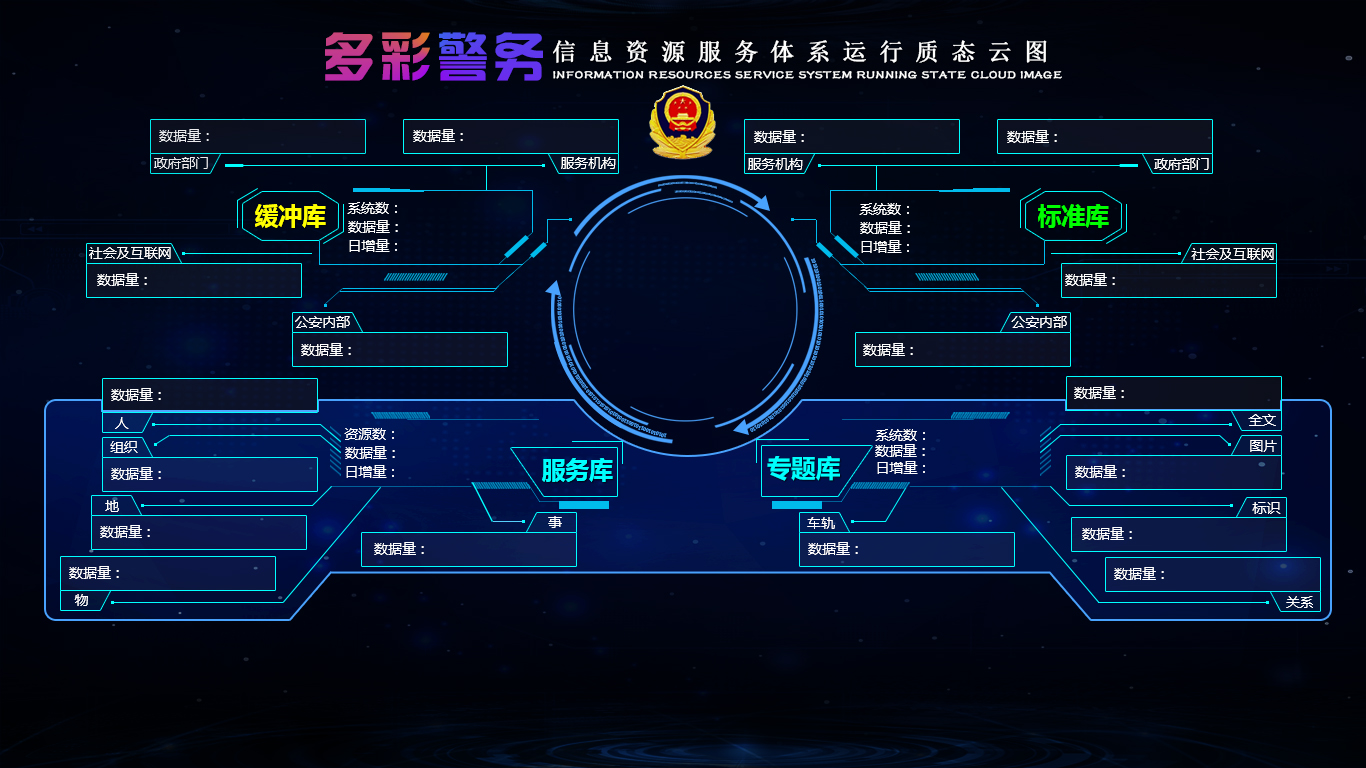 多彩警务 信息资源服务体系运行质态云图
INFORMATION RESOURCES SERVICE SYSTEM RUNNING STATE CLOUD IMAGE
数据量：
政府部门
数据量：
服务机构
数据量：
服务机构
数据量：
政府部门
缓冲库
系统数：
数据量：
日增量：
系统数：
数据量：
日增量：
标准库
社会及互联网
数据量：
社会及互联网
数据量：
公安内部
数据量：
公安内部
数据量：
数据量：
人
组织
数据量：
地
数据量：
数据量：
物
资源数：
数据量：
日增量：
服务库
事
数据量：
专题库
系统数：
数据量：
日增量：
车轨
数据量：
数据量：
全文
图片
数据量：
标识
数据量：
数据量：
关系